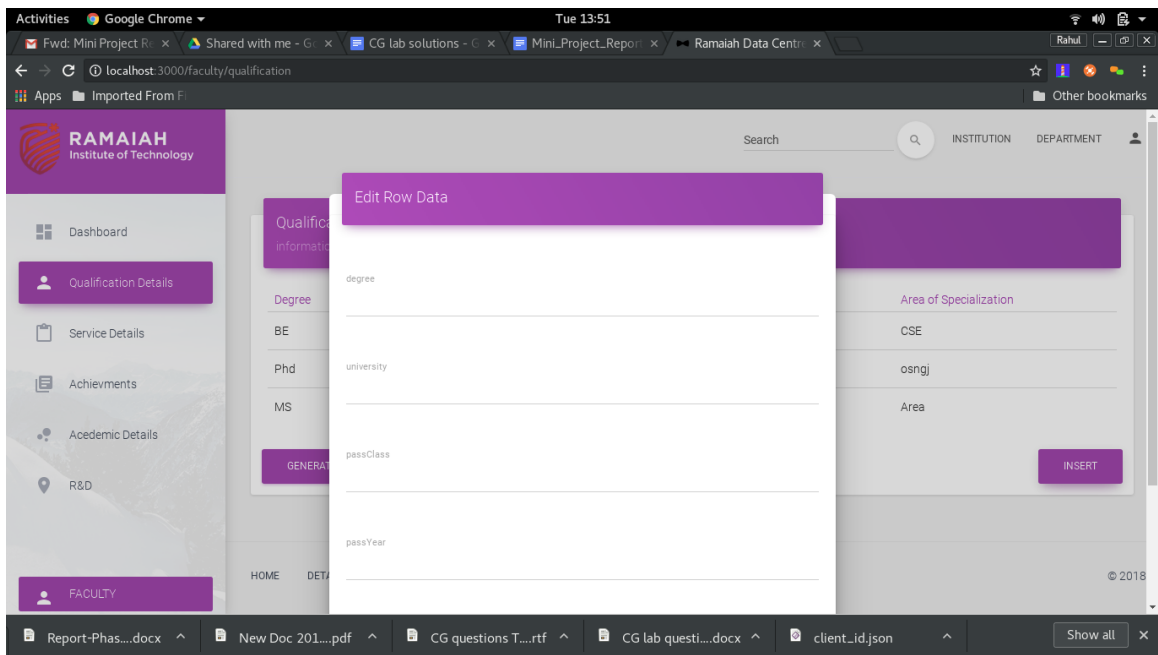 Activities Google Chrome Tue 13:51
Fwd: Mini Project Re Shared with me - Go CG lab solutions - G Mini_Project_Report Ramaiah Data Centre Rahul
localhost:3000/faculty/qualification
Apps Imported From Fi Other bookmarks
RAMAIAH
Institute of Technology
Search INSTITUTION DEPARTMENT
Edit Row Data
Dashboard
Qualification Details
Service Details
Achievments
Acedemic Details
R&D
FACULTY
Qualifica
informatio
Degree Area of Specialization
BE CSE
Phd osngj
MS Area
GENERAT INSERT
degree
university
passClass
passYear
HOME DETA © 2018
Report-Phas....docx New Doc 201....pdf CG questions T....rtf CG lab questi....docx client_id.json Show all